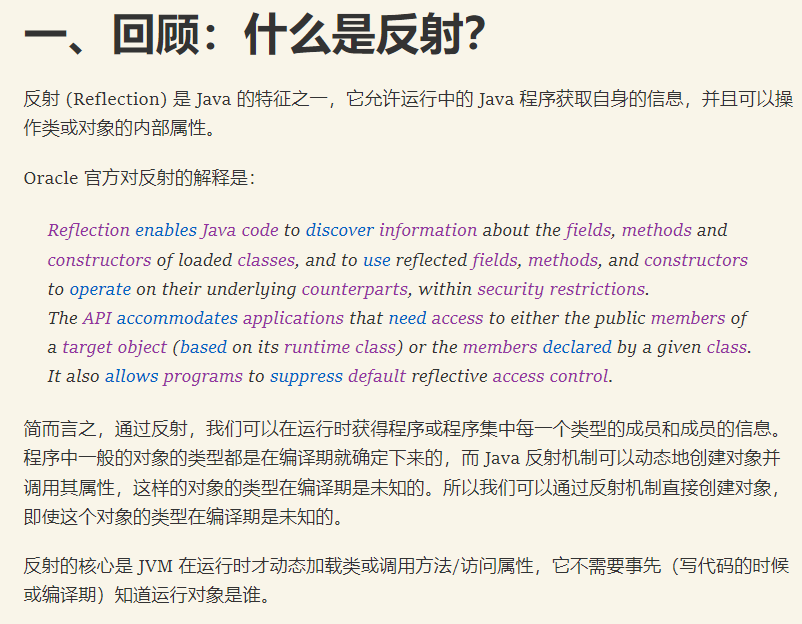 一、回顾：什么是反射？
反射 (Reflection) 是 Java 的特征之一，它允许运行中的 Java 程序获取自身的信息，并且可以操
作类或对象的内部属性。
Oracle 官方对反射的解释是：
Reflection enables Java code to discover information about the fields, methods and
constructors of loaded classes, and to use reflected fields, methods, and constructors
to operate on their underlying counterparts, within security restrictions.
The API accommodates applications that need access to either the public members of
a target object (based on its runtime class) or the members declared by a given class.
It also allows programs to suppress default reflective access control.
简而言之，通过反射，我们可以在运行时获得程序或程序集中每一个类型的成员和成员的信息。
程序中一般的对象的类型都是在编译期就确定下来的，而 Java 反射机制可以动态地创建对象并
调用其属性，这样的对象的类型在编译期是未知的。所以我们可以通过反射机制直接创建对象，
即使这个对象的类型在编译期是未知的。
反射的核心是 JVM 在运行时才动态加载类或调用方法/访问属性，它不需要事先（写代码的时候
或编译期）知道运行对象是谁。